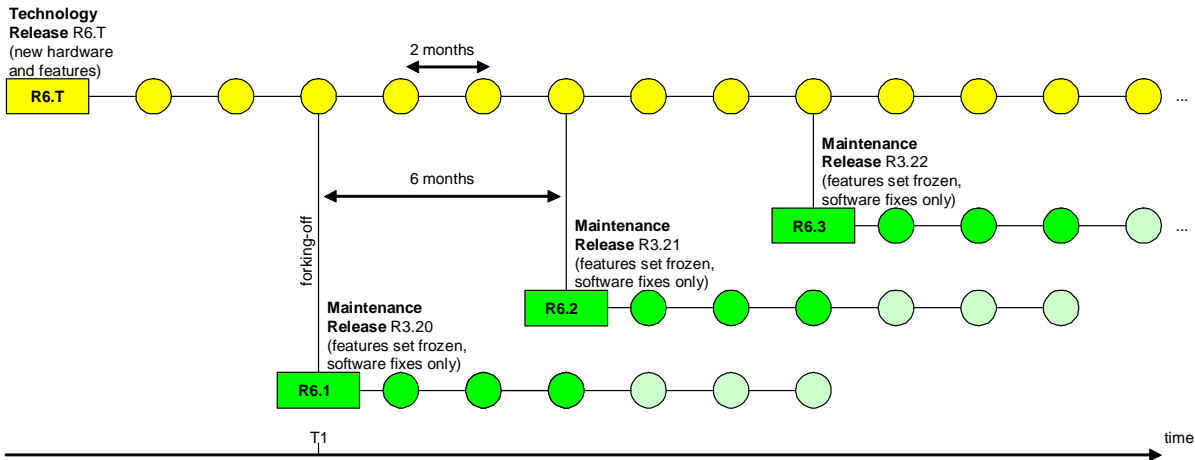 Technology
Release R6.T
(new hardware
and features)
2 months
R6.T
...
Maintenance
Release R3.22
(features set frozen,
software fixes only)
6 months
R6.3
...
forking-off
Maintenance
Release R3.21
(features set frozen,
software fixes only)
R6.2
Maintenance
Release R3.20
(features set frozen,
software fixes only)
R6.1
T1
time